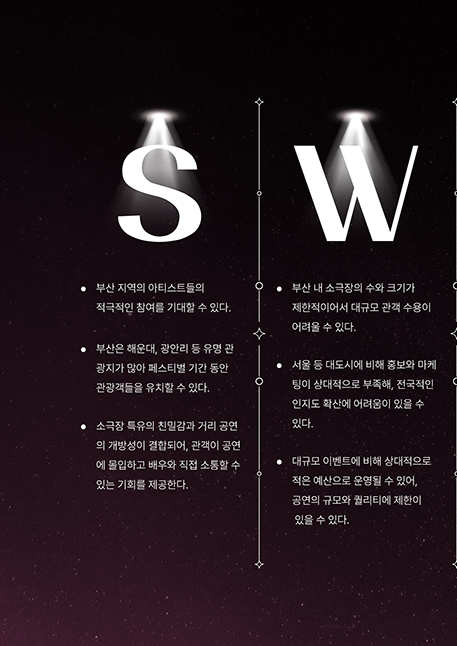 S
부산 지역의 아티스트들의
적극적인 참여를 기대할 수 있다.
부산은 해운대, 광안리 등 유명 관
광지가 많아 페스티벌 기간 동안
관광객들을 유치할 수 있다.
소극장 특유의 친밀감과 거리 공연
의 개방성이 결합되어, 관객이 공연
에 몰입하고 배우와 직접 소통할 수
있는 기회를 제공한다.
W
부산 내 소극장의 수와 크기가
제한적이어서 대규모 관객 수용이
어려울 수 있다.
서울 등 대도시에 비해 홍보와 마케
팅이 상대적으로 부족해, 전국적인
인지도 확산에 어려움이 있을 수
있다.
대규모 이벤트에 비해 상대적으로
적은 예산으로 운영될 수 있어,
공연의 규모와 퀄리티에 제한이
있을 수 있다.